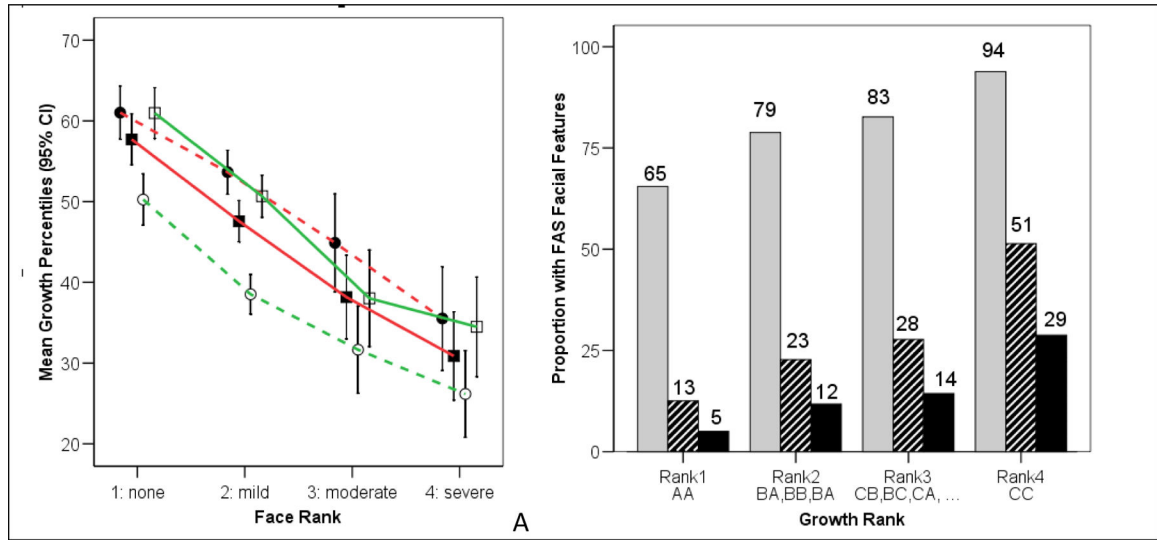 Mean Growth Percentiles (95% CI)
70
60
50
40
30
20
1: none 2: mild 3: moderate 4: severe
Face Rank
A
Proportion with FAS Facial Features
100
75
50
25
0
65
13
5
79
23
12
83
28
14
94
51
29
Rank1 Rank2 Rank3 Rank4
AA BA,BB,BA CB,BC,CA, ... CC
Growth Rank